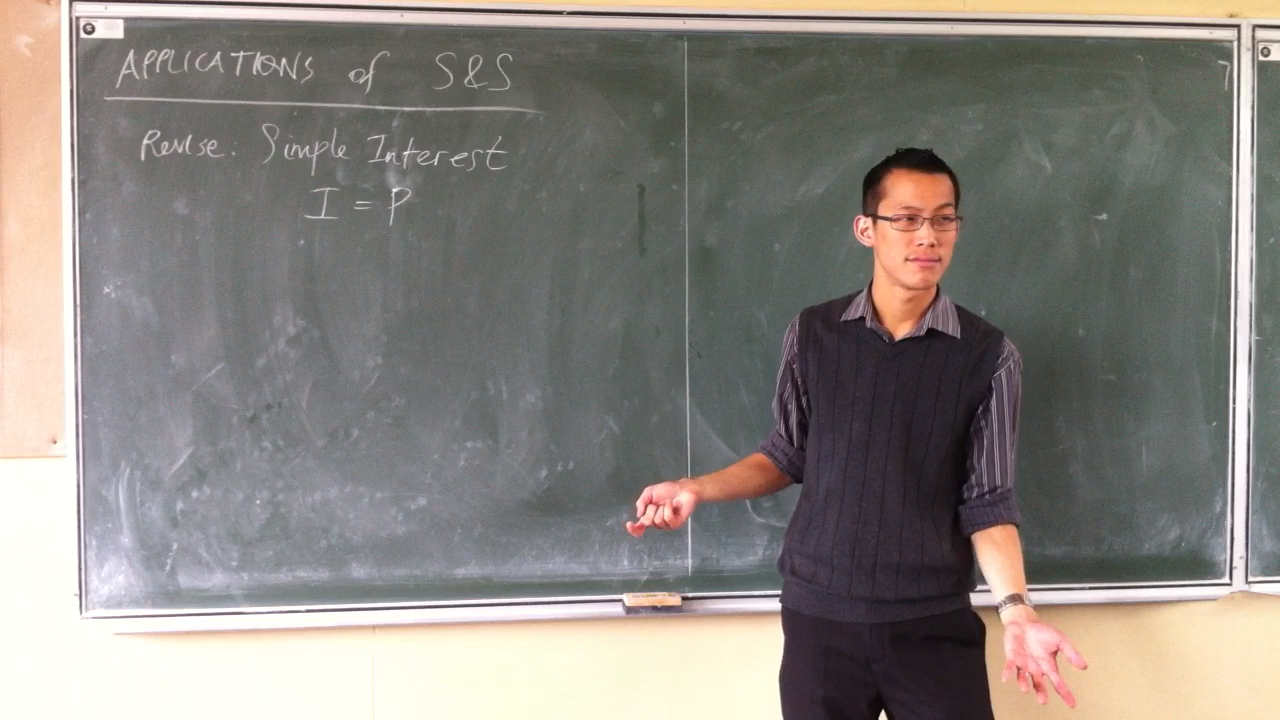 APPLICATIONS of S&S
Revise: Simple Interest
I = P